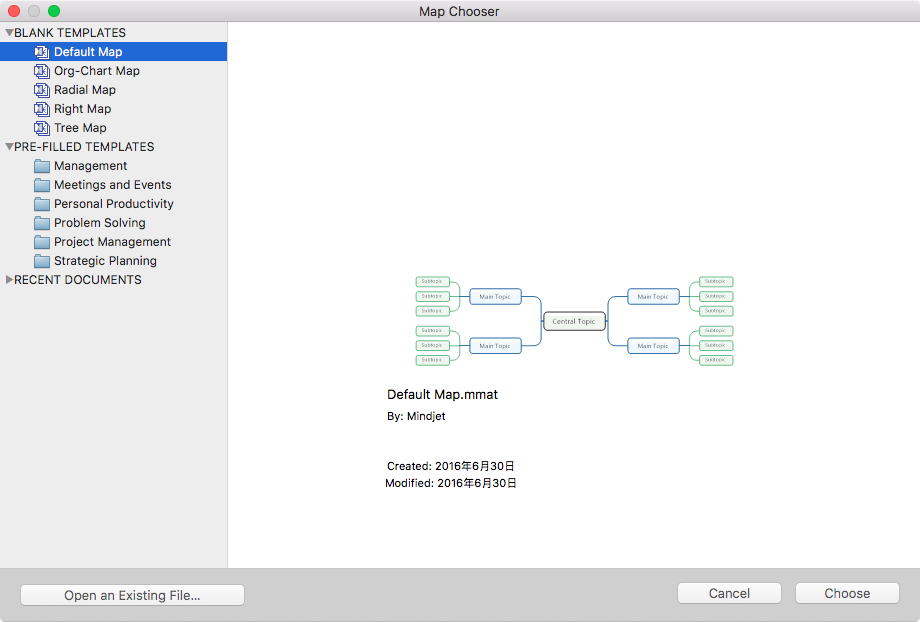 Map Chooser
BLANK TEMPLATES
Default Map
Org-Chart Map
Radial Map
Right Map
Tree Map
PRE-FILLED TEMPLATES
Management
Meetings and Events
Personal Productivity
Problem Solving
Project Management
Strategic Planning
RECENT DOCUMENTS
Subtopic
Subtopic
Subtopic
Main Topic
Subtopic
Subtopic
Subtopic
Main Topic
Central Topic
Main Topic
Subtopic
Subtopic
Subtopic
Main Topic
Subtopic
Subtopic
Subtopic
Default Map.mmat
By: Mindjet
Created: 2016年6月30日
Modified: 2016年6月30日
Open an Existing File...
Cancel
Choose